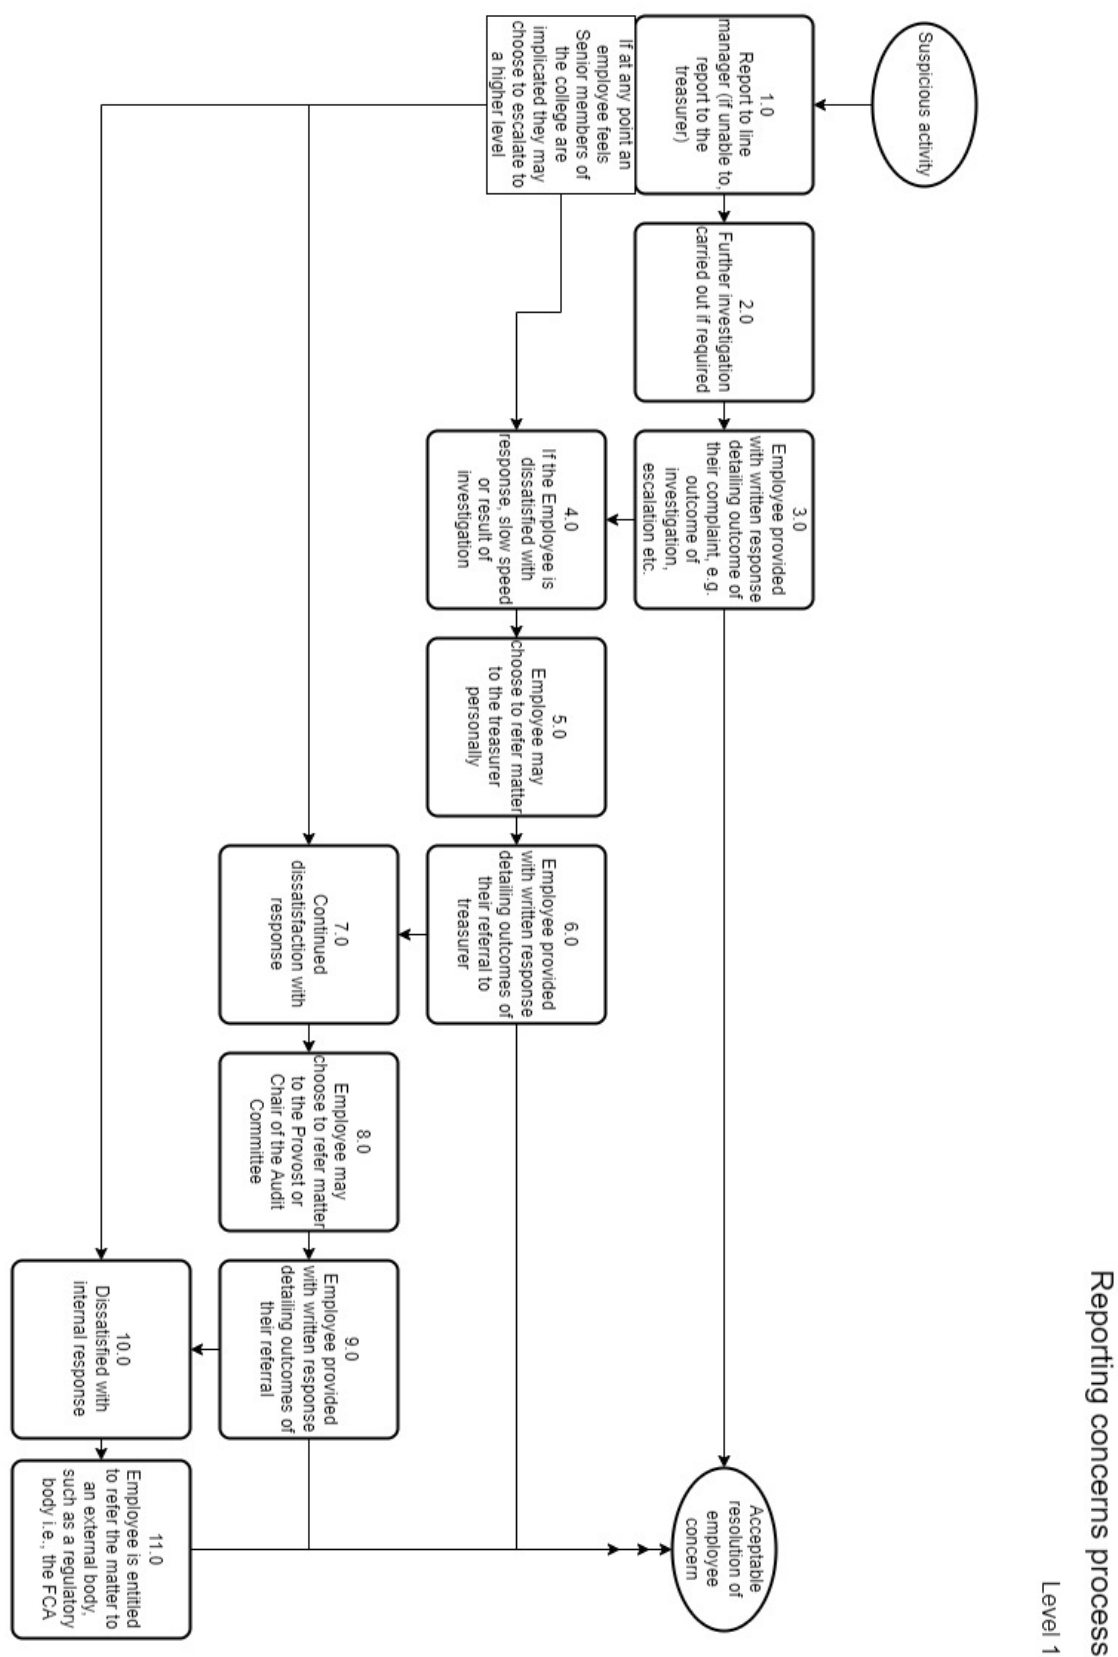 Reporting concerns process
Level 1
Suspicious activity
1.0
Report to line
manager (if unable to,
report to the
treasurer)
If at any point an
employee feels
Senior members of
the college are
implicated they may
choose to escalate to
a higher level
2.0
Further investigation
carried out if required
3.0
Employee provided
with written response
detailing outcome of
their complaint, e.g.
outcome of
investigation,
escalation etc.
4.0
If the Employee is
dissatisfied with
response, slow speed
or result of
investigation
5.0
Employee may
choose to refer matter
to the treasurer
personally
6.0
Employee provided
with written response
detailing outcomes of
their referral to
treasurer
7.0
Continued
dissatisfaction with
response
8.0
Employee may
choose to refer matter
to the Provost or
Chair of the Audit
Committee
9.0
Employee provided
with written response
detailing outcomes of
their referral
10.0
Dissatisfied with
internal response
11.0
Employee is entitled
to refer the matter to
an external body,
such as a regulatory
body i.e., the FCA
Acceptable
resolution of
employee
concern